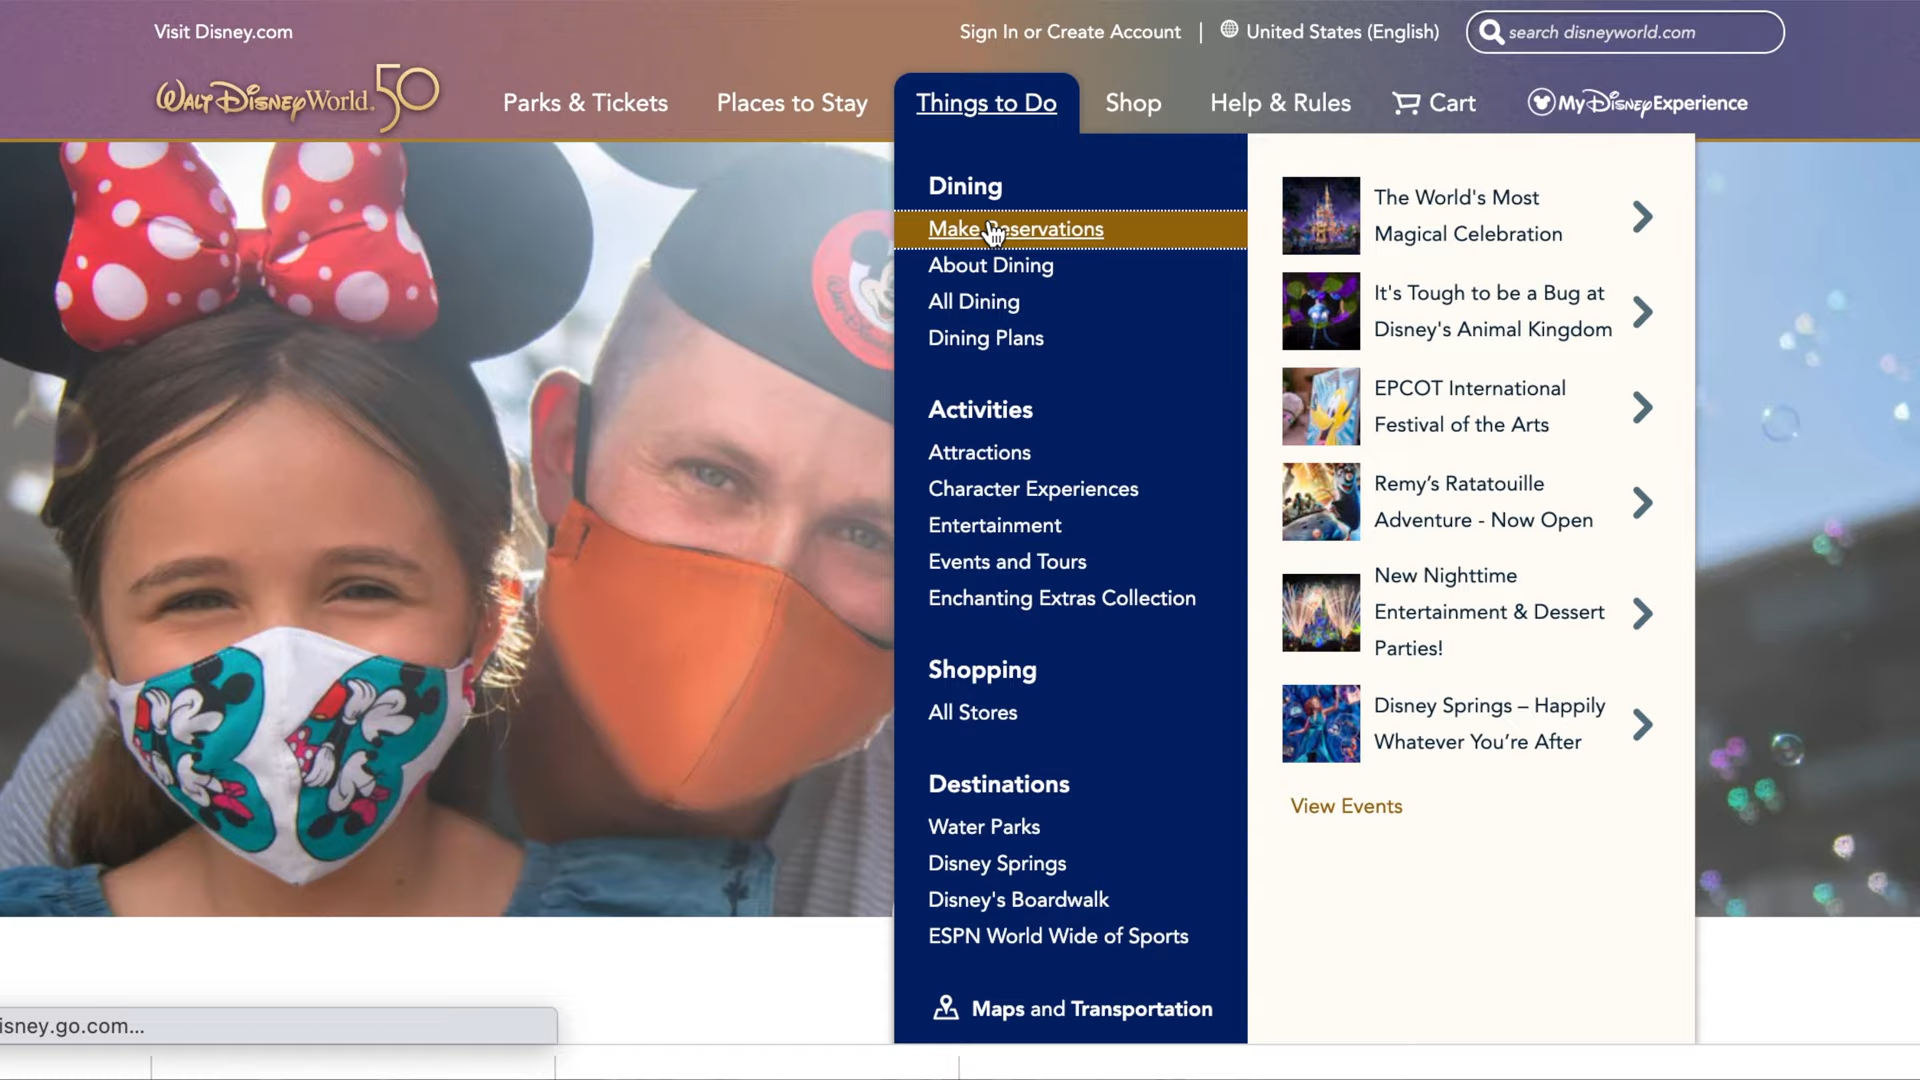 Visit Disney.com
Sign In or Create Account | United States (English)
search disneyworld.com
Walt Disney World. 50
Parks & Tickets
Places to Stay
Things to Do
Shop
Help & Rules
Cart
My Disney Experience
Dining
Make Reservations
About Dining
All Dining
Dining Plans
Activities
Attractions
Character Experiences
Entertainment
Events and Tours
Enchanting Extras Collection
Shopping
All Stores
Destinations
Water Parks
Disney Springs
Disney's Boardwalk
ESPN World Wide of Sports
Maps and Transportation
The World's Most
Magical Celebration
It's Tough to be a Bug at
Disney's Animal Kingdom
EPCOT International
Festival of the Arts
Remy’s Ratatouille
Adventure - Now Open
New Nighttime
Entertainment & Dessert
Parties!
Disney Springs – Happily
Whatever You’re After
View Events
isney.go.com...